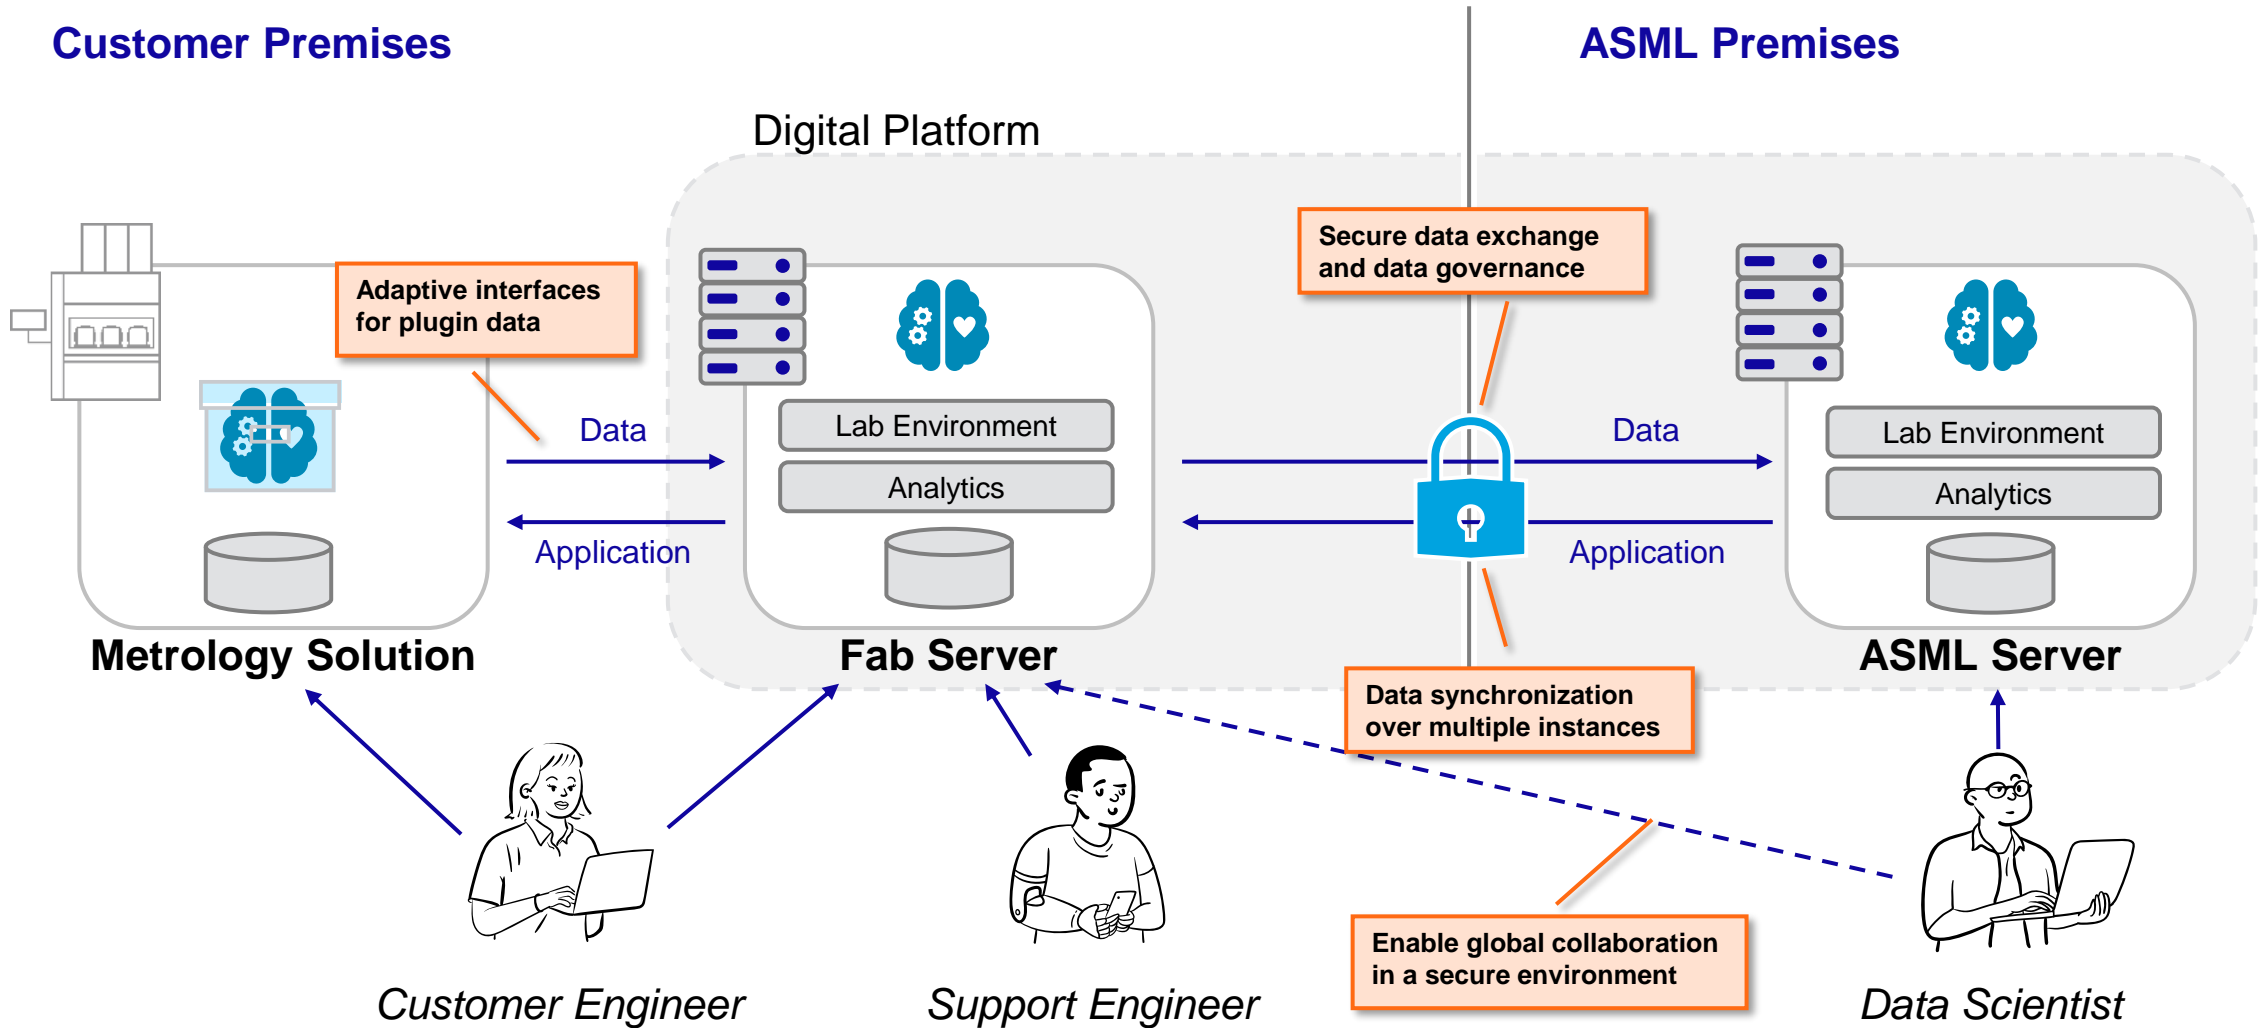 Customer Premises
ASML Premises
Digital Platform
Secure data exchange
and data governance
Adaptive interfaces
for plugin data
Data
Application
Lab Environment
Analytics
Data
Application
Lab Environment
Analytics
Metrology Solution
Fab Server
ASML Server
Data synchronization
over multiple instances
Enable global collaboration
in a secure environment
Customer Engineer
Support Engineer
Data Scientist